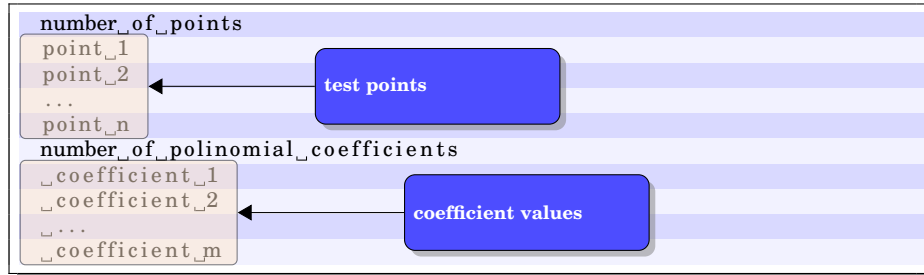 number␣of␣points
point␣1
point␣2
...
point␣n
test points
number␣of␣polinomial␣coefficients
␣coefficient␣1
␣coefficient␣2
␣...
␣coefficient␣m
coefficient values